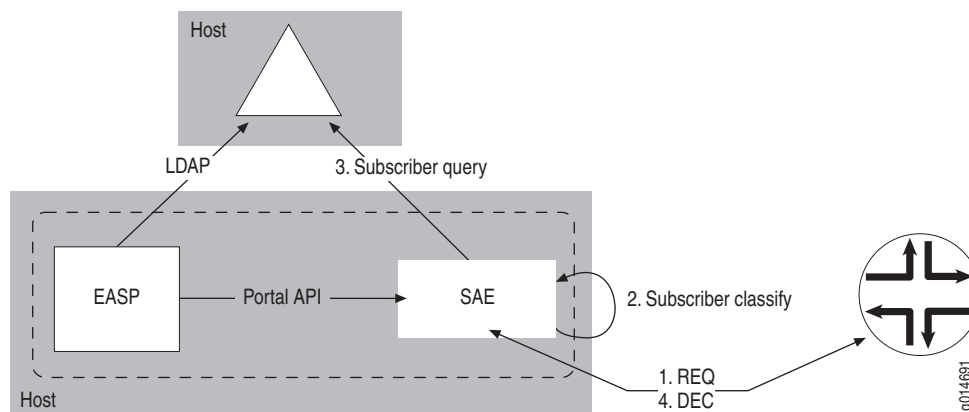 Host
LDAP
3. Subscriber query
EASP
Portal API
SAE
2. Subscriber classify
1. REQ
4. DEC
Host
g014691